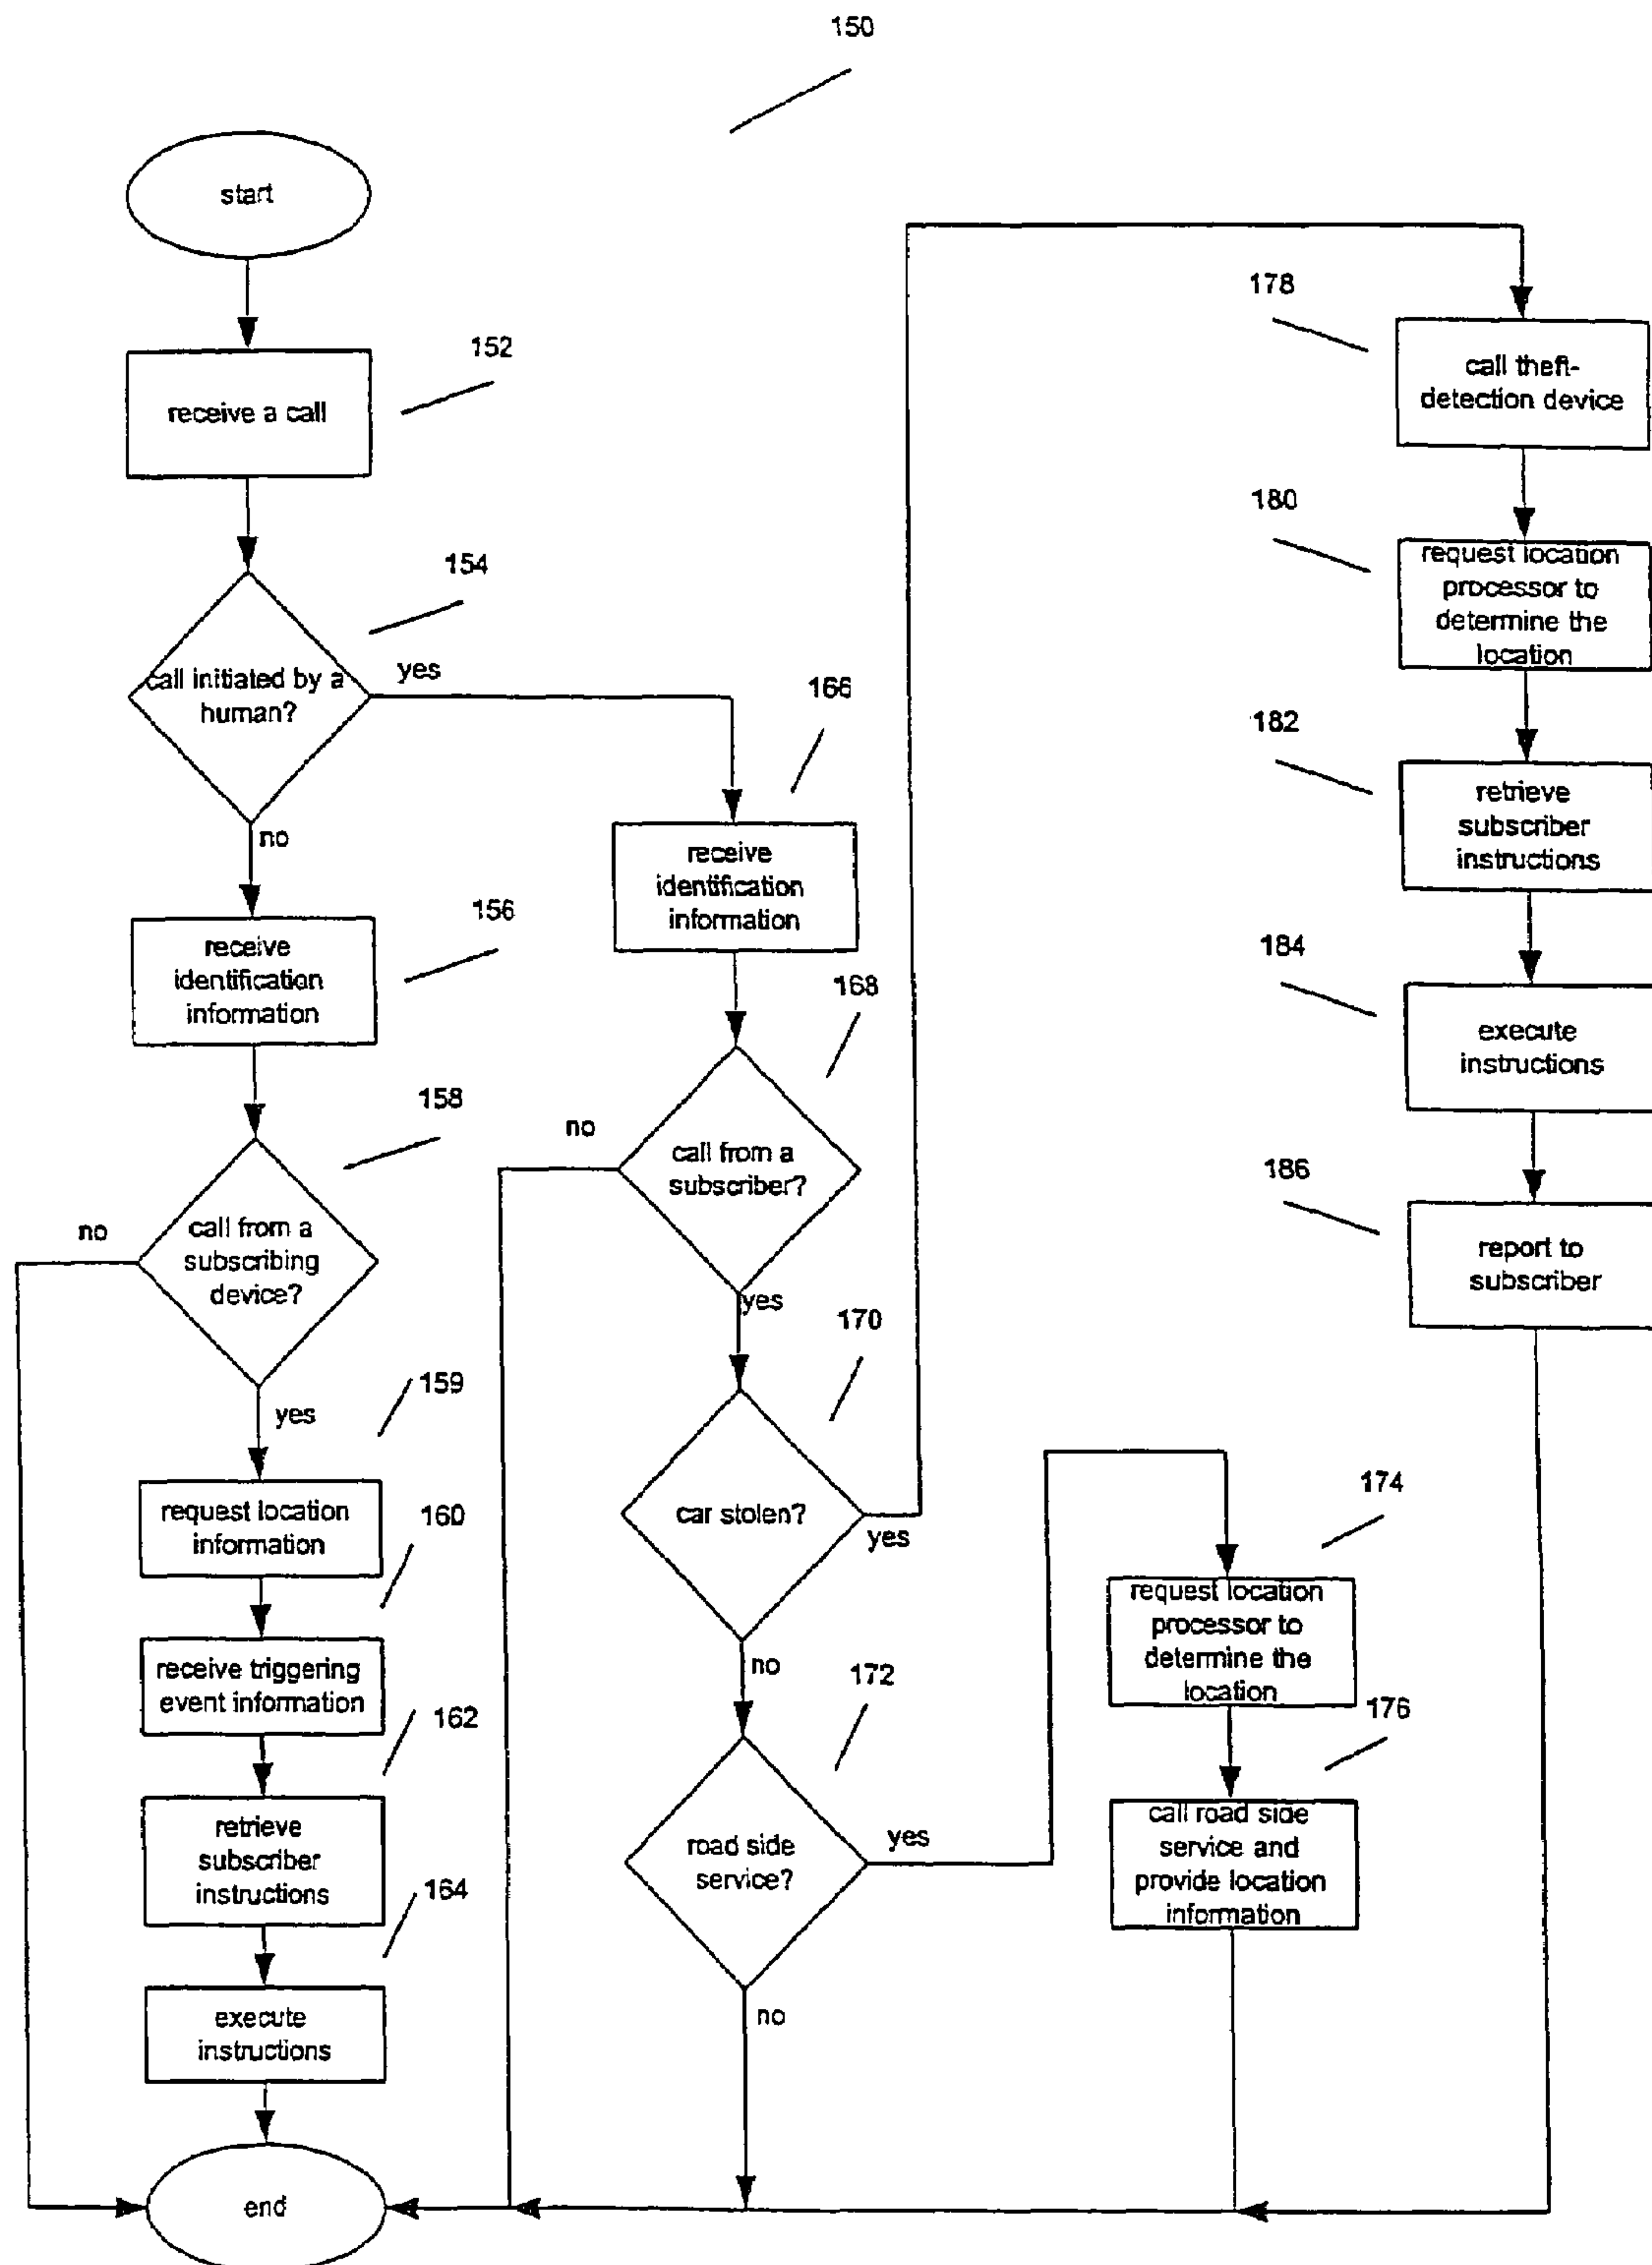 150
start
152
receive a call
154
call initiated by a
human?
yes
no
156
receive
identification
information
158
call from a
subscribing
device?
no
yes
159
request location
information
160
receive triggering
event information
162
retrieve
subscriber
instructions
164
execute
instructions
end
166
receive
identification
information
168
call from a
subscriber?
no
yes
170
car stolen?
yes
no
172
road side
service?
yes
no
174
request location
processor to
determine the
location
176
call road side
service and
provide location
information
178
call theft-
detection device
180
request location
processor to
determine the
location
182
retrieve
subscriber
instructions
184
execute
instructions
186
report to
subscriber